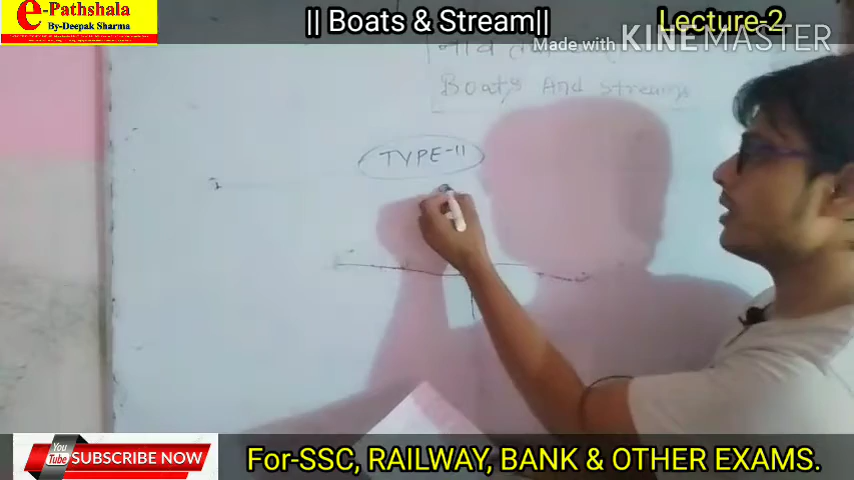 e-Pathshala
By-Deepak Sharma
|| Boats & Stream||
Lecture-2
Made with KINEMASTER
Boats And Streams
TYPE-II
You Tube
SUBSCRIBE NOW
For-SSC, RAILWAY, BANK & OTHER EXAMS.